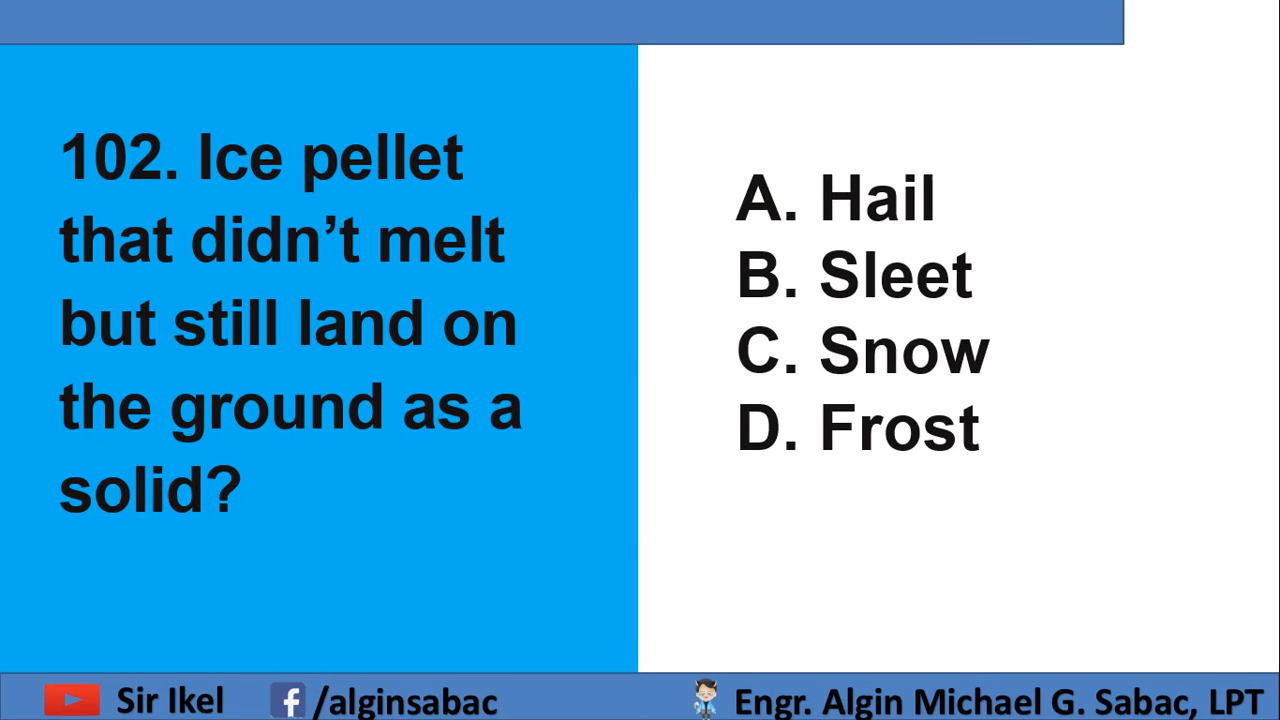 102. Ice pellet
that didn’t melt
but still land on
the ground as a
solid?
A. Hail
B. Sleet
C. Snow
D. Frost
Sir Ikel
/alginsabac
Engr. Algin Michael G. Sabac, LPT